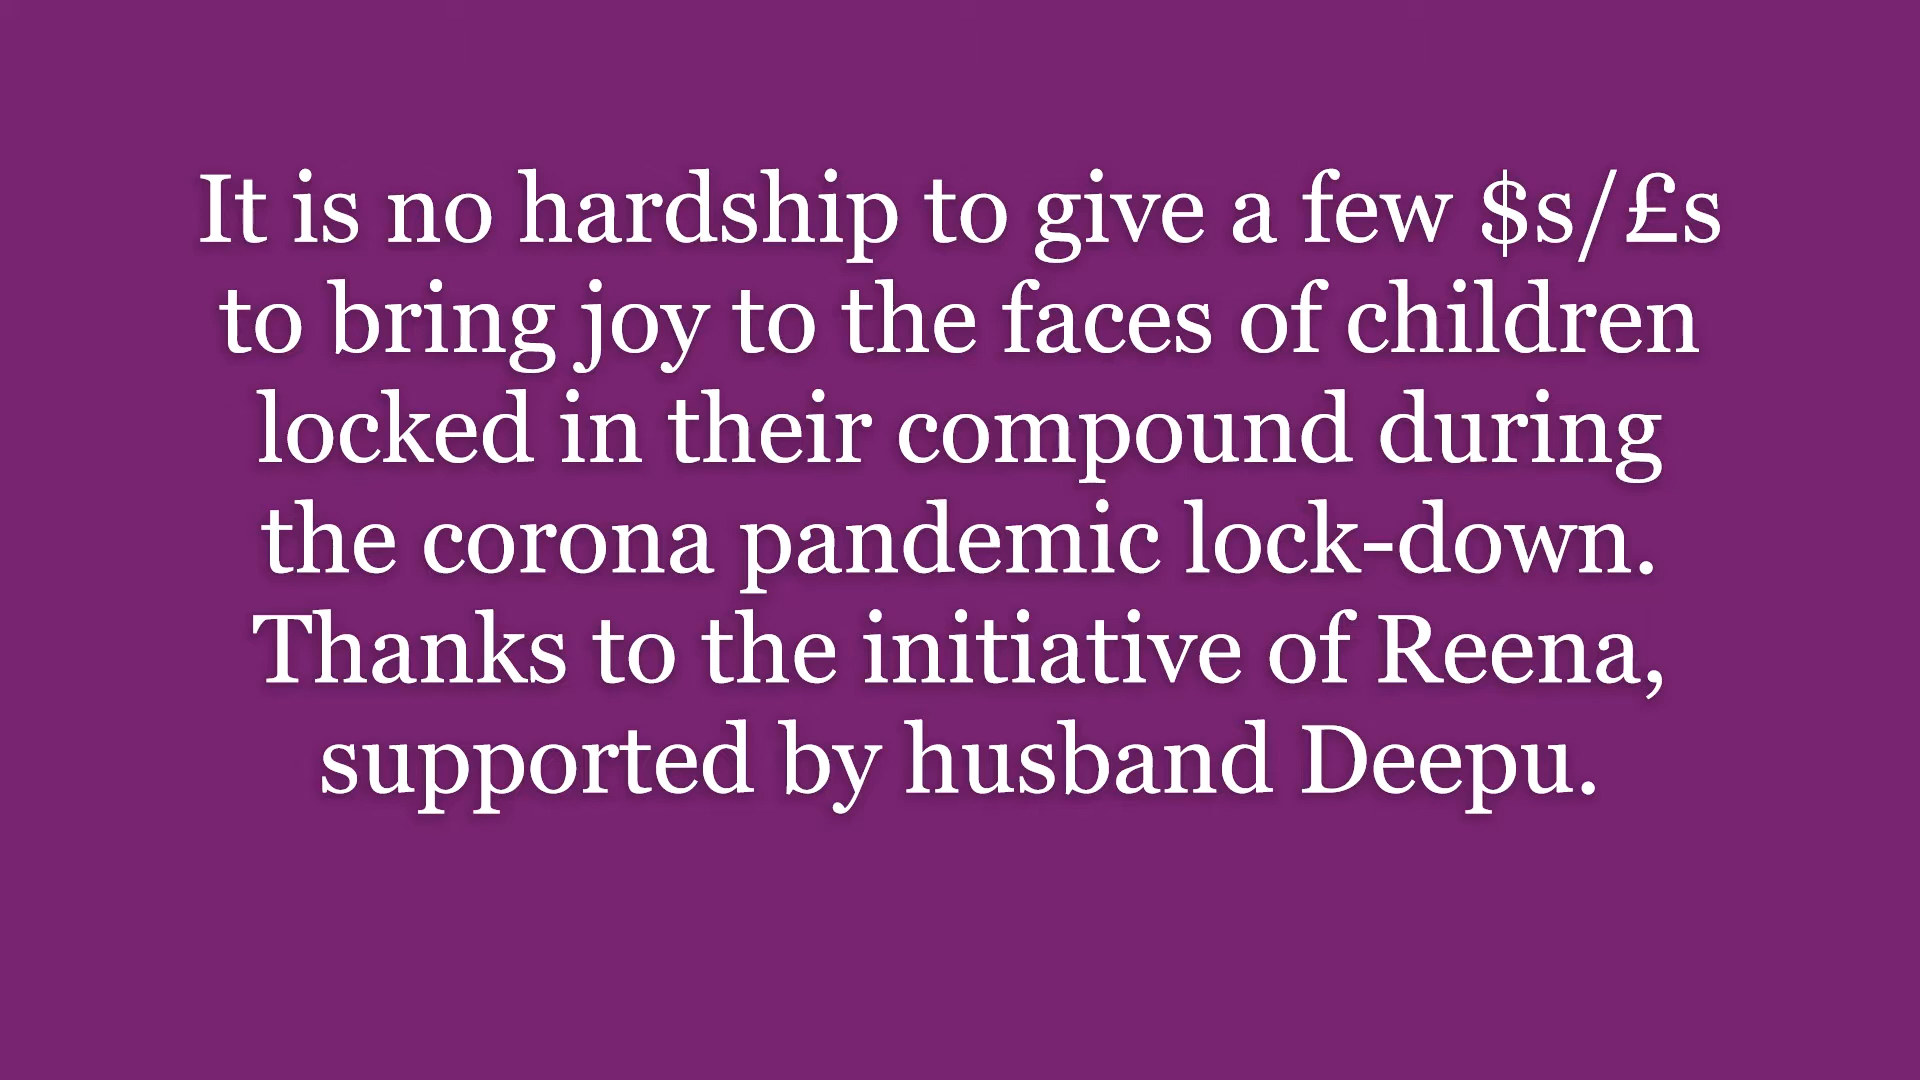 It is no hardship to give a few $s/£s
to bring joy to the faces of children
locked in their compound during
the corona pandemic lock-down.
Thanks to the initiative of Reena,
supported by husband Deepu.